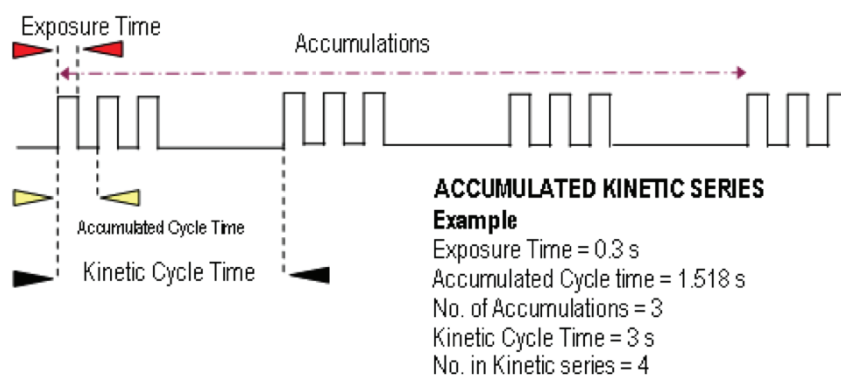 Exposure Time
Accumulations
Accumulated Cycle Time
Kinetic Cycle Time
ACCUMULATED KINETIC SERIES
Example
Exposure Time = 0.3 s
Accumulated Cycle time = 1.518 s
No. of Accumulations = 3
Kinetic Cycle Time = 3 s
No. in Kinetic series = 4